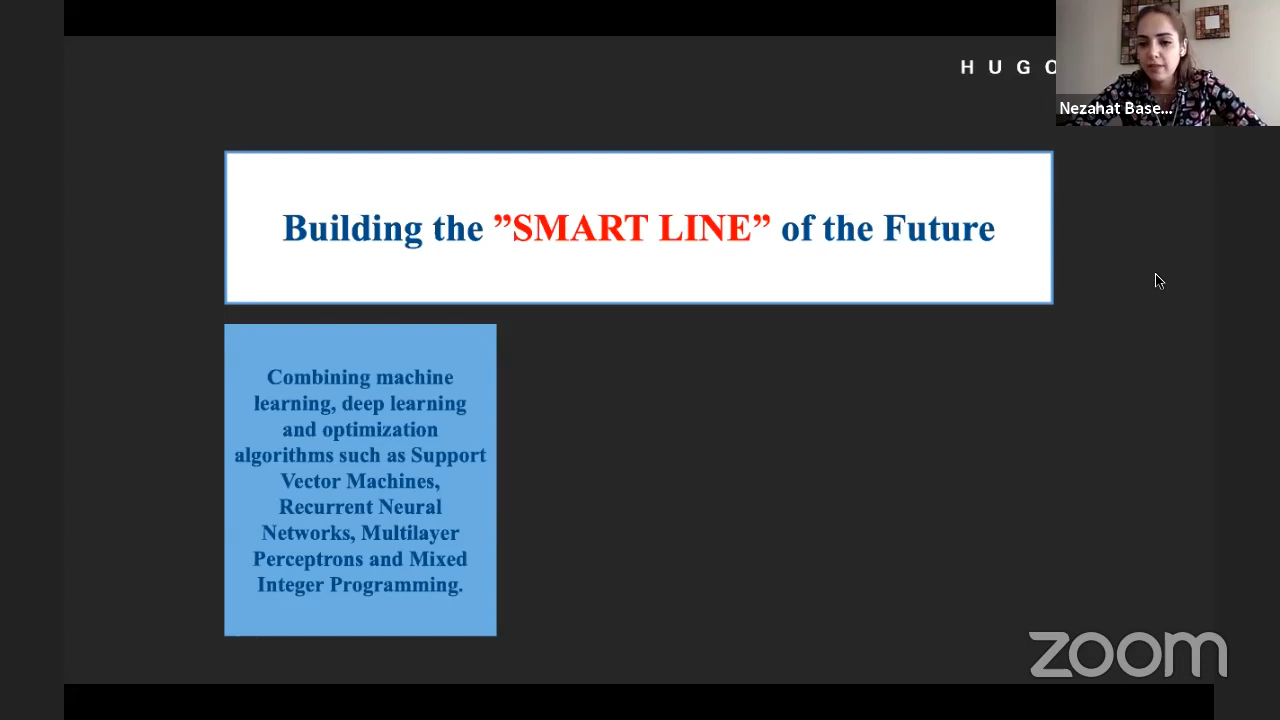 HUGO
Nezahat Base...
Building the ”SMART LINE” of the Future
Combining machine
learning, deep learning
and optimization
algorithms such as Support
Vector Machines,
Recurrent Neural
Networks, Multilayer
Perceptrons and Mixed
Integer Programming.
zoom